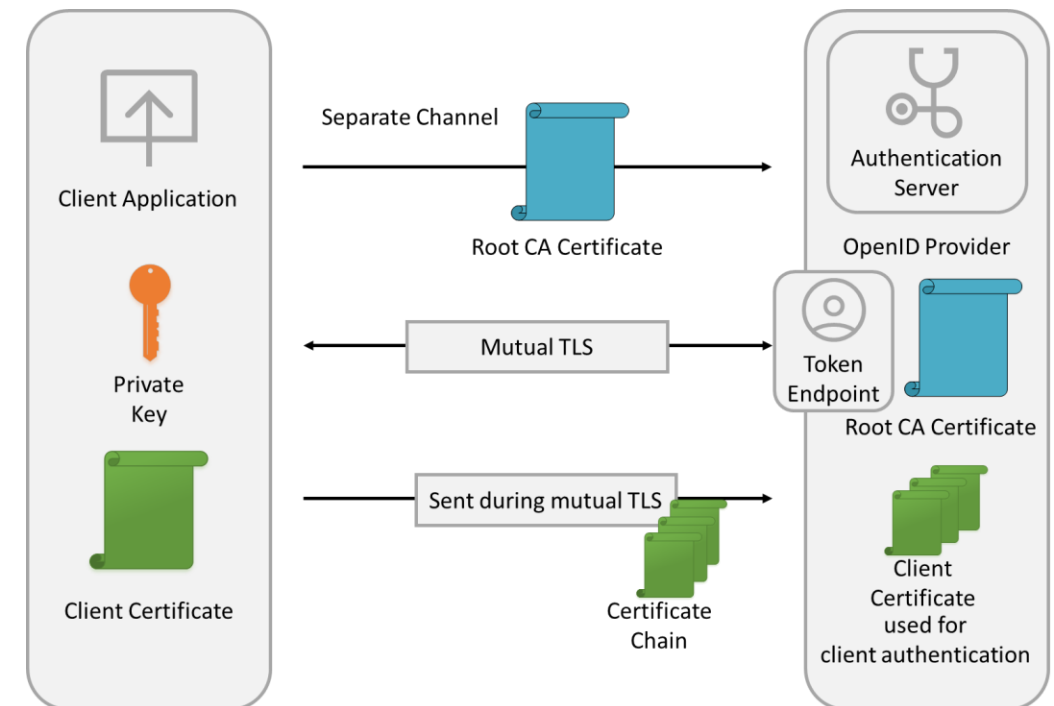 Client Application
Private
Key
Client Certificate
Separate Channel
Root CA Certificate
Mutual TLS
Sent during mutual TLS
Certificate
Chain
Authentication
Server
OpenID Provider
Token
Endpoint
Root CA Certificate
Client
Certificate
used for
client authentication